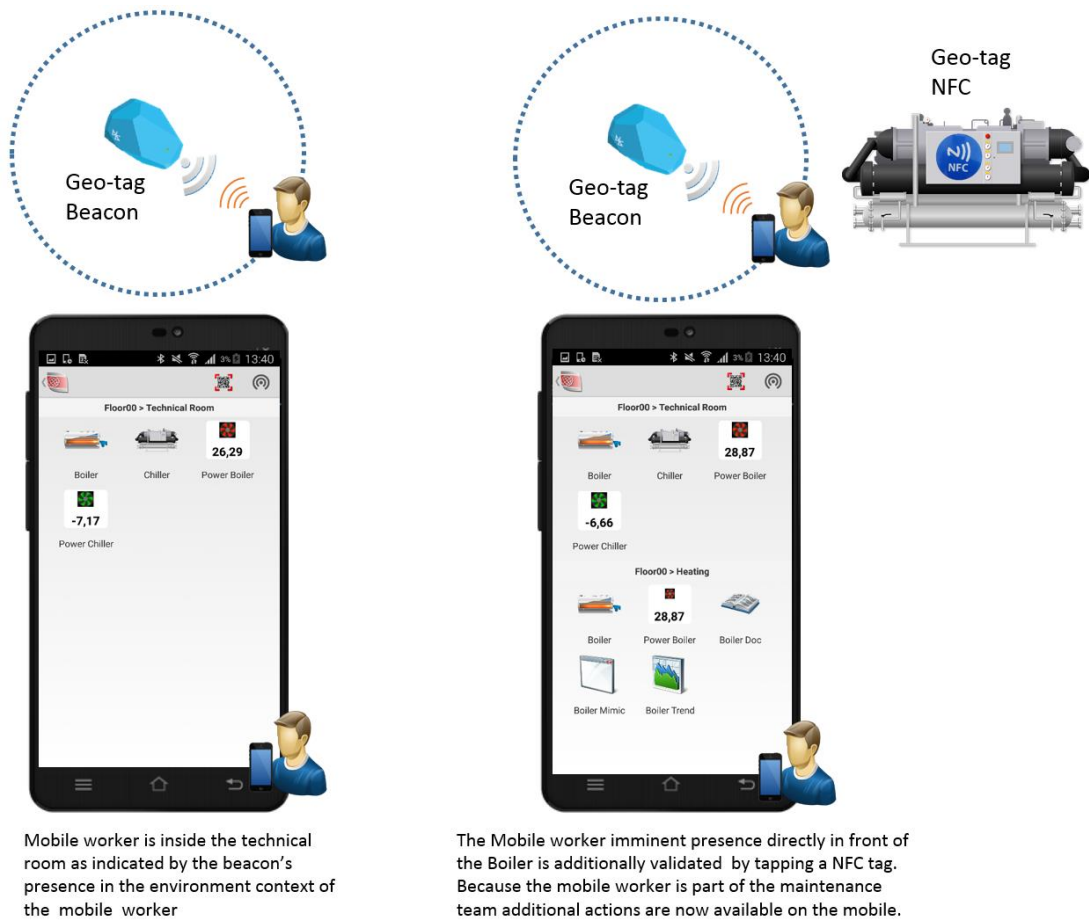 Geo-tag
Beacon
Geo-tag
Beacon
Geo-tag
NFC
NFC
3% 13:40
Floor00 > Technical Room
26,29
Boiler
Chiller
Power Boiler
-7,17
Power Chiller
3% 13:40
Floor00 > Technical Room
28,87
Boiler
Chiller
Power Boiler
-6,66
Power Chiller
Floor00 > Heating
28,87
Boiler
Power Boiler
Boiler Doc
Boiler Mimic
Boiler Trend
Mobile worker is inside the technical
room as indicated by the beacon's
presence in the environment context of
the mobile worker
The Mobile worker imminent presence directly in front of
the Boiler is additionally validated by tapping a NFC tag.
Because the mobile worker is part of the maintenance
team additional actions are now available on the mobile.